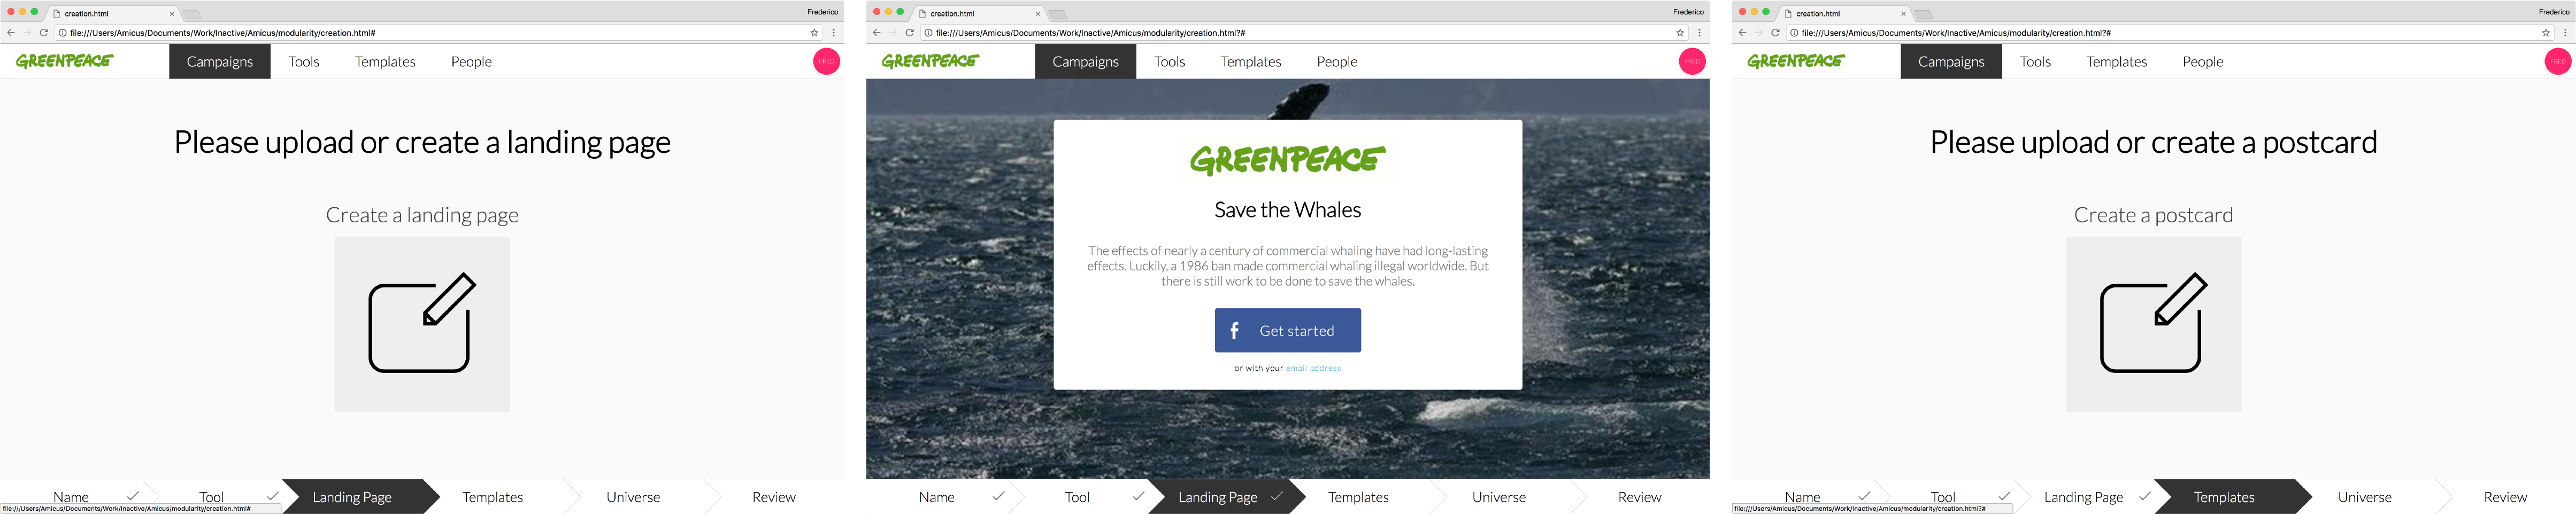 creation.html
Frederico
file:///Users/Amicus/Documents/Work/Inactive/Amicus/modularity/creation.html#
GREENPEACE
Campaigns
Tools
Templates
People
FRED
Please upload or create a landing page
Create a landing page
Name
Tool
Landing Page
Templates
Universe
Review
file:///Users/Amicus/Documents/Work/Inactive/Amicus/modularity/creation.html#
creation.html
Frederico
file:///Users/Amicus/Documents/Work/Inactive/Amicus/modularity/creation.html?#
GREENPEACE
Campaigns
Tools
Templates
People
FRED
GREENPEACE
Save the Whales
The effects of nearly a century of commercial whaling have had long-lasting
effects. Luckily, a 1986 ban made commercial whaling illegal worldwide. But
there is still work to be done to save the whales.
f Get started
or with your email address
Name
Tool
Landing Page
Templates
Universe
Review
creation.html
Frederico
file:///Users/Amicus/Documents/Work/Inactive/Amicus/modularity/creation.html?#
GREENPEACE
Campaigns
Tools
Templates
People
FRED
Please upload or create a postcard
Create a postcard
Name
Tool
Landing Page
Templates
Universe
Review
file:///Users/Amicus/Documents/Work/Inactive/Amicus/modularity/creation.html?#